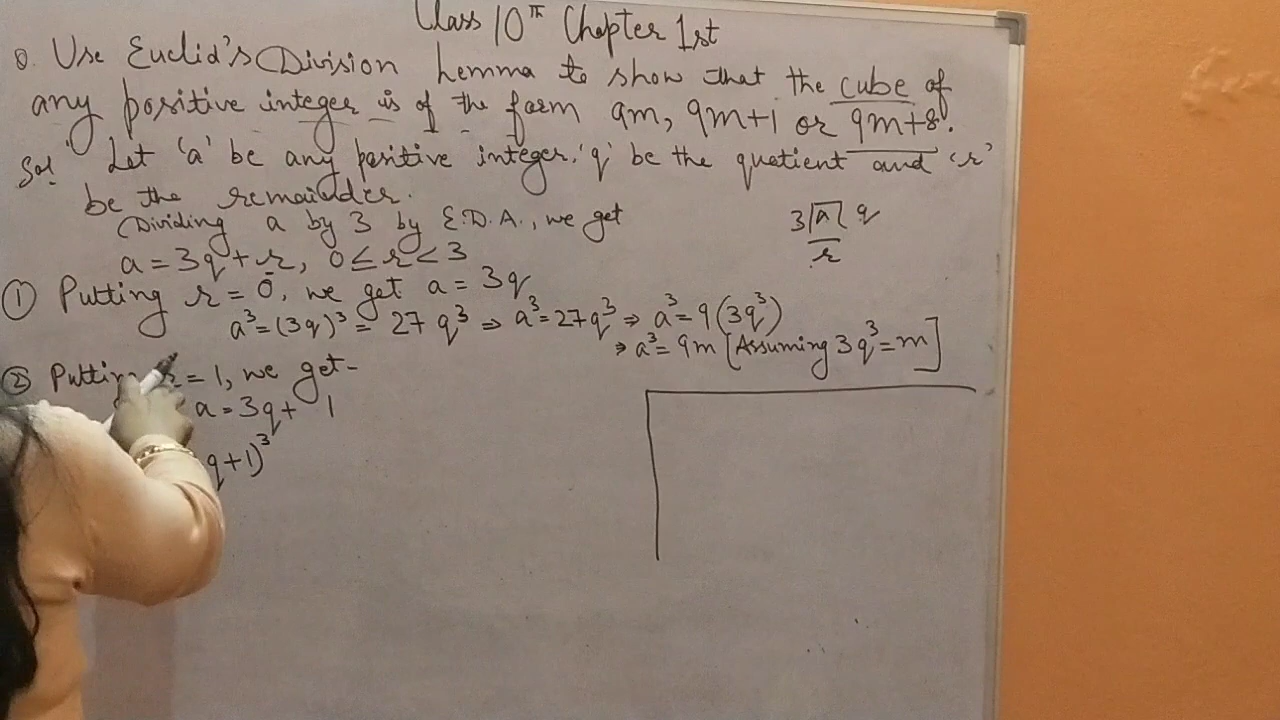 Class 10th Chapter 1st
Q. Use Euclid's Division Lemma to show that the cube of
any positive integer is of the form 9m, 9m+1 or 9m+8.
Sol. Let 'a' be any positive integer, 'q' be the quotient and 'r'
be the remaidder.
Dividing a by 3 by E.D.A., we get
3 a q
r
a = 3q + r, 0 ≤ r < 3
① Putting r = 0, we get a = 3q
a³ = (3q)³ = 27 q³ ⇒ a³ = 27q³ ⇒ a³ = 9(3q³)
⇒ a³ = 9m [Assuming 3q³ = m]
② Putting r = 1, we get-
a = 3q + 1
q+1)³